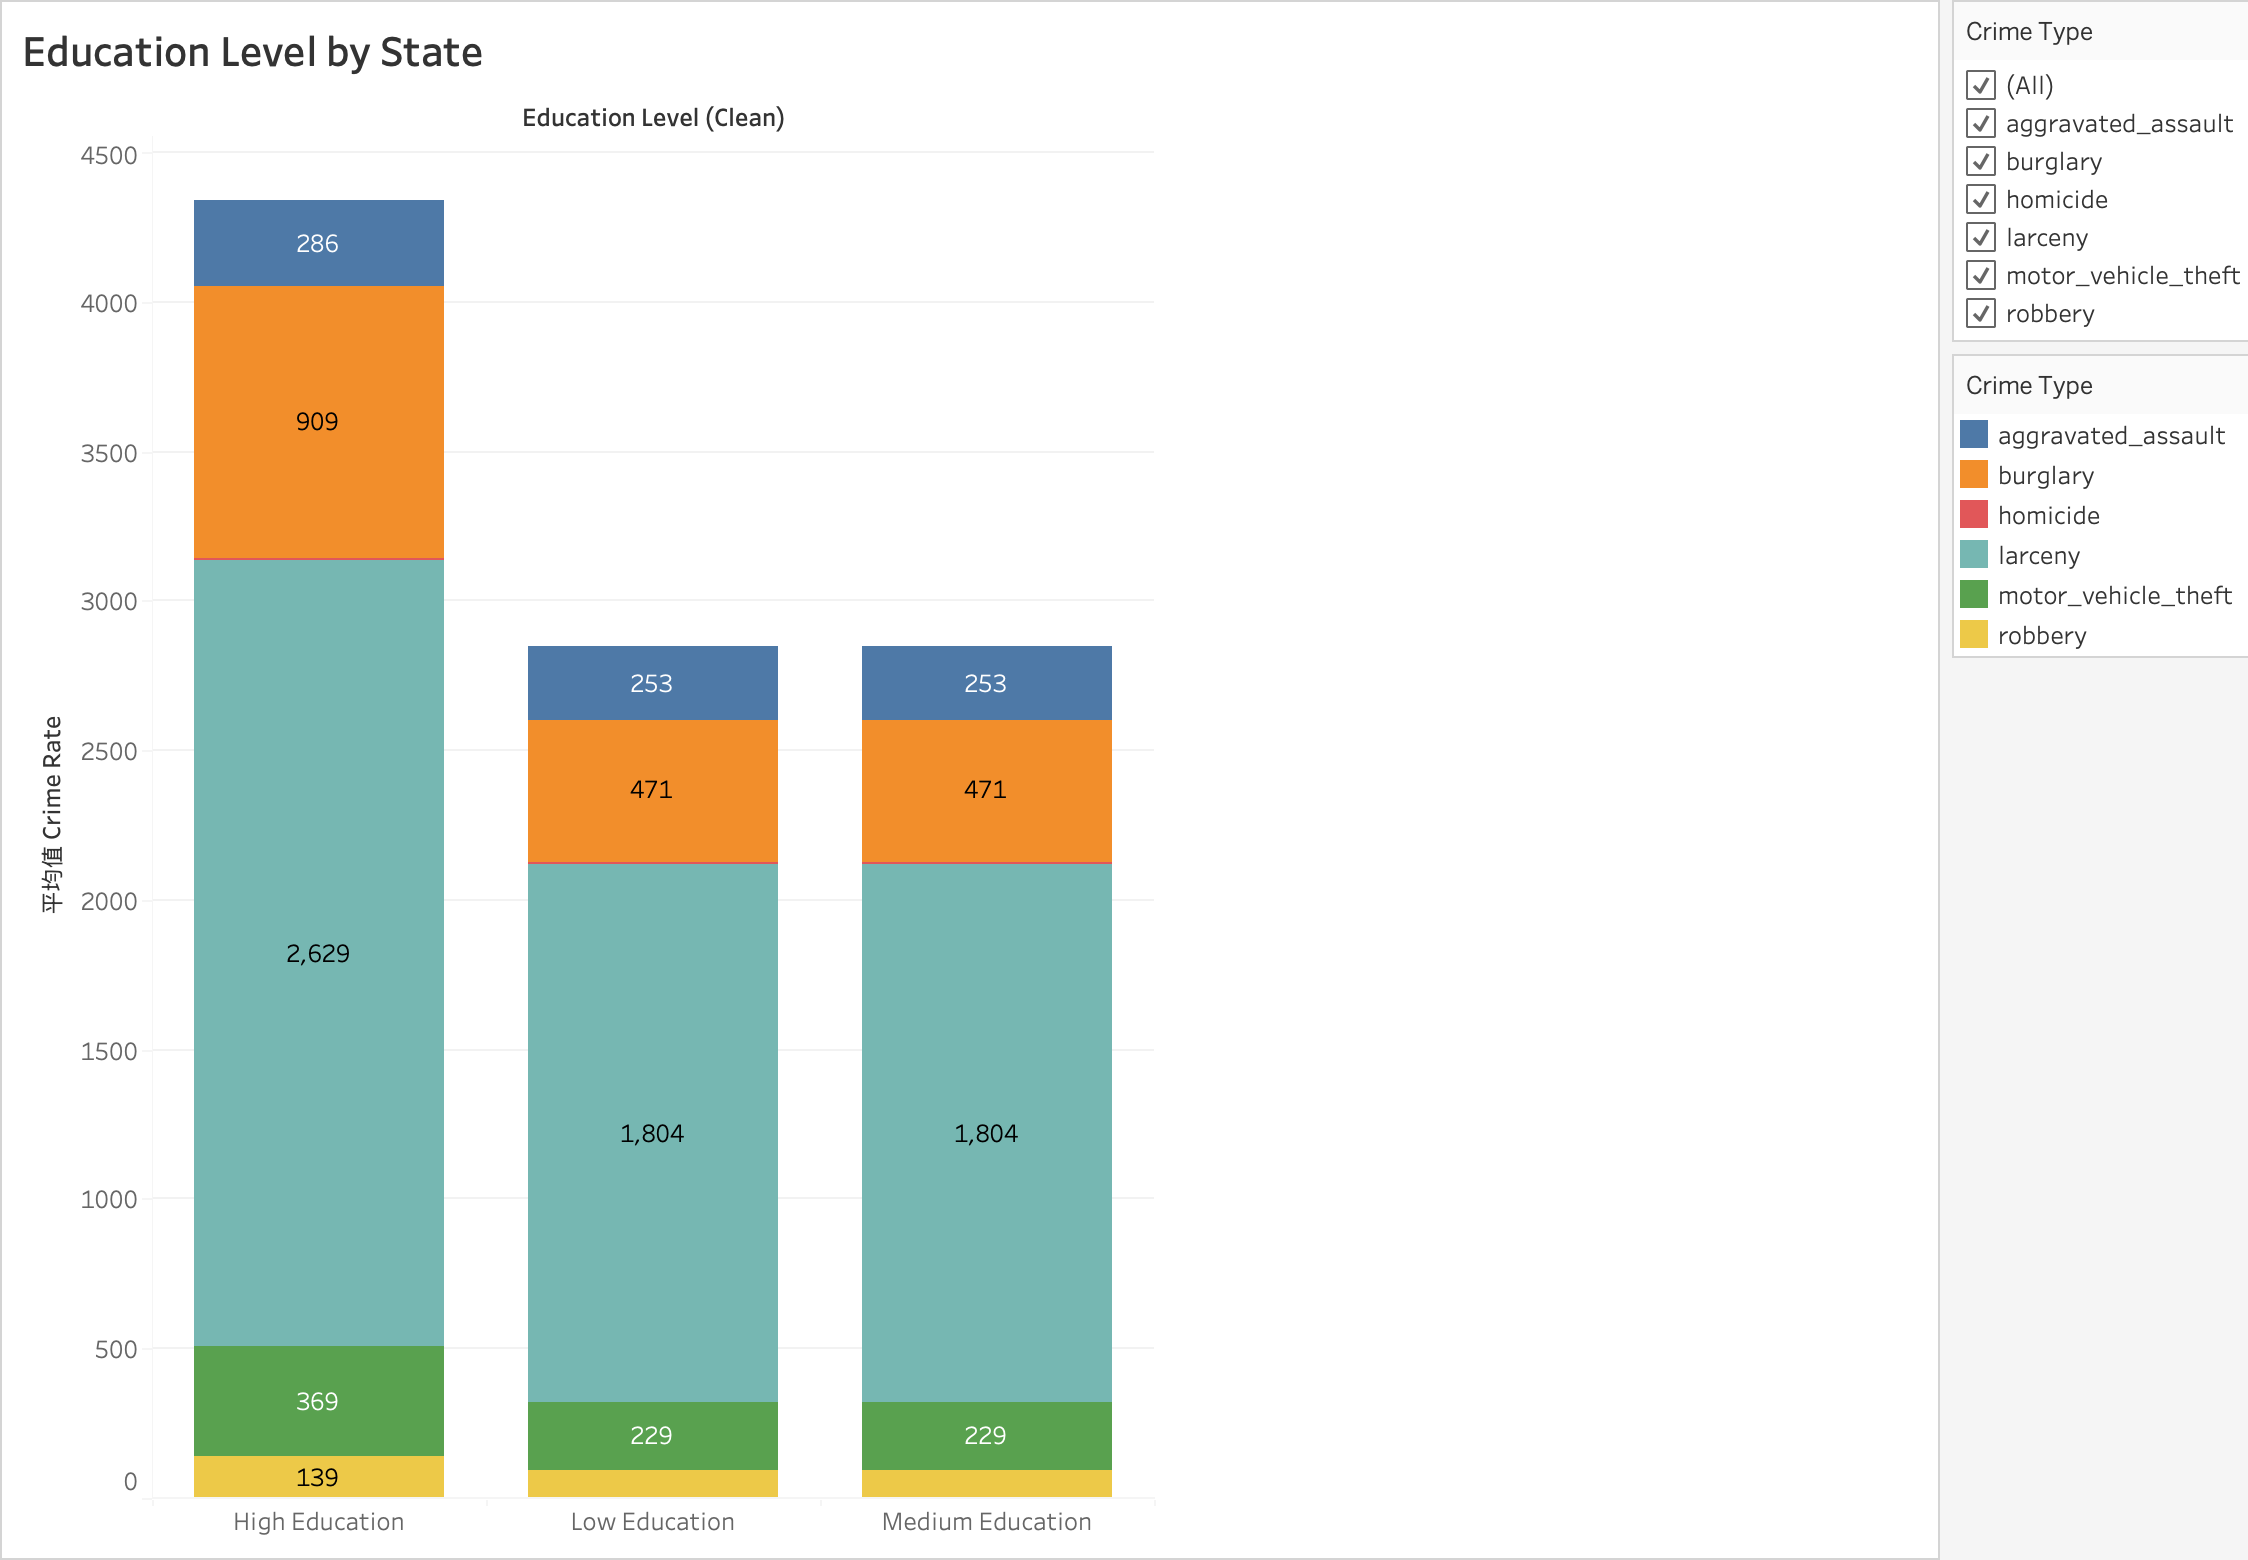 Education Level by State
Education Level (Clean)
平均值 Crime Rate
4500
4000
3500
3000
2500
2000
1500
1000
500
0
286
909
2,629
369
139
253
471
1,804
229
253
471
1,804
229
High Education
Low Education
Medium Education
Crime Type
(All)
aggravated_assault
burglary
homicide
larceny
motor_vehicle_theft
robbery
Crime Type
aggravated_assault
burglary
homicide
larceny
motor_vehicle_theft
robbery